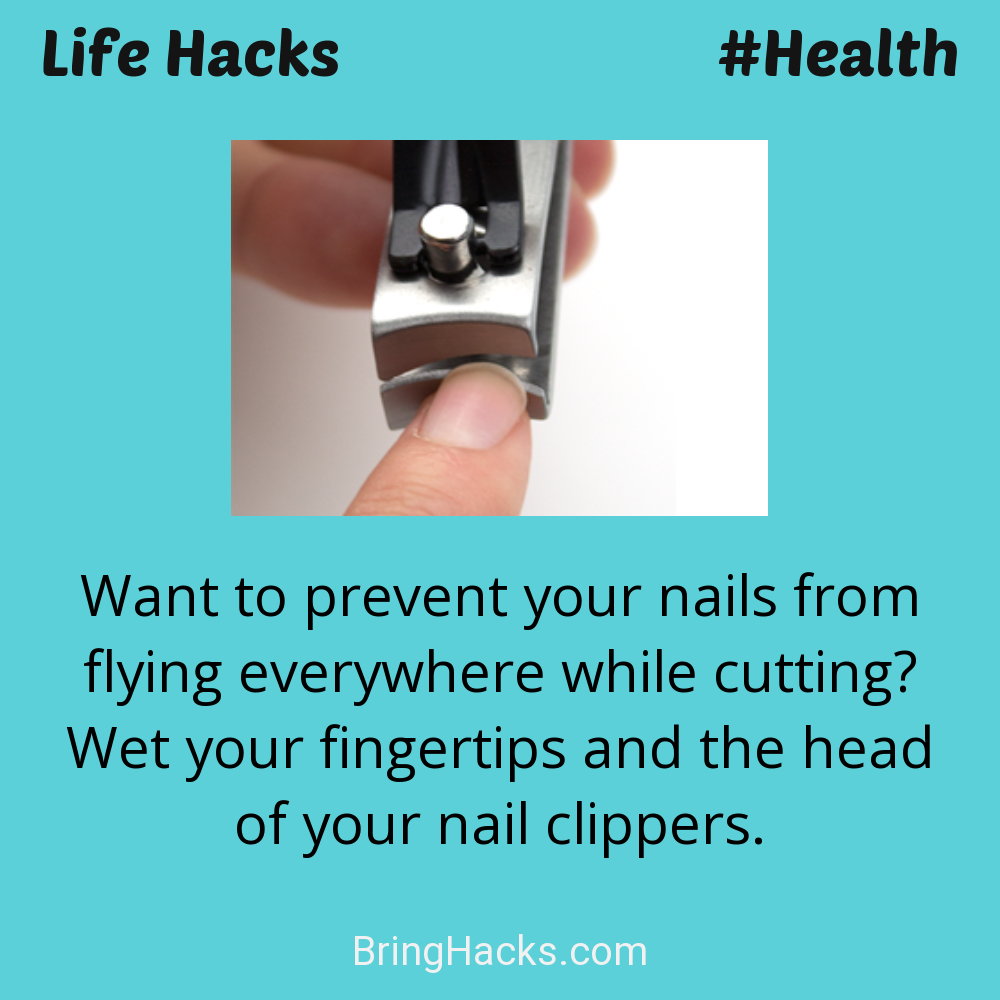 Life Hacks
#Health
Want to prevent your nails from
flying everywhere while cutting?
Wet your fingertips and the head
of your nail clippers.
BringHacks.com